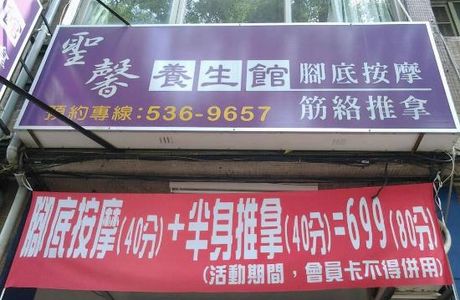 聖馨 養生館 腳底按摩
筋絡推拿
預約專線:536-9657
腳底按摩(40分)+半身推拿(40分)=699(80分)
(活動期間,會員卡不得併用)